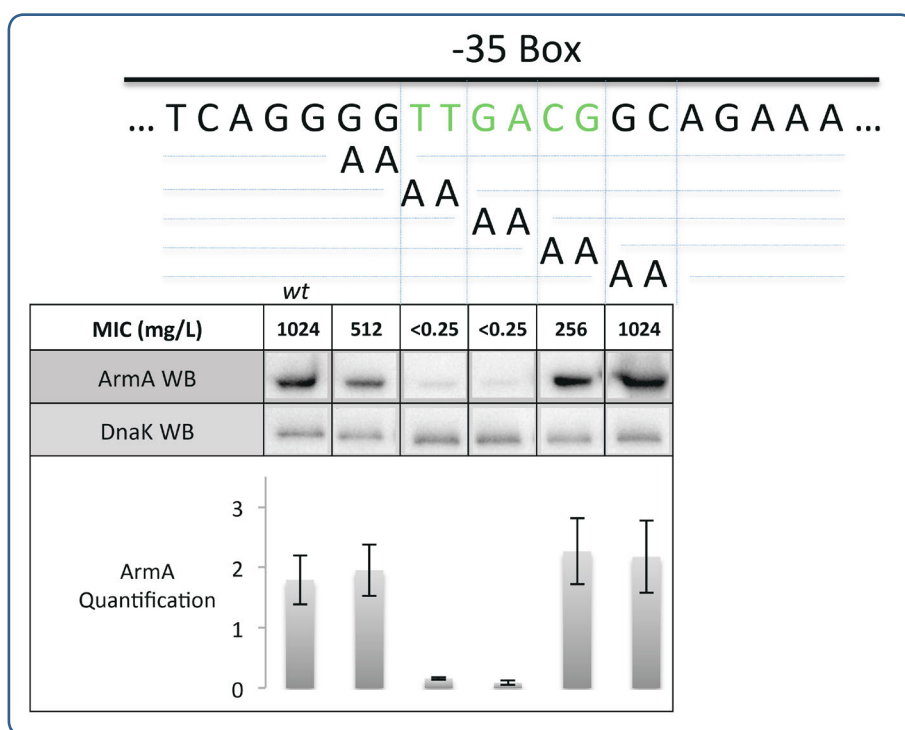 -35 Box
... T C A G G G G T T G A C G G C A G A A A ...
A A
A A
A A
A A
A A
wt
MIC (mg/L) 1024 512 <0.25 <0.25 256 1024
ArmA WB
DnaK WB
3
2
1
0
ArmA
Quantification